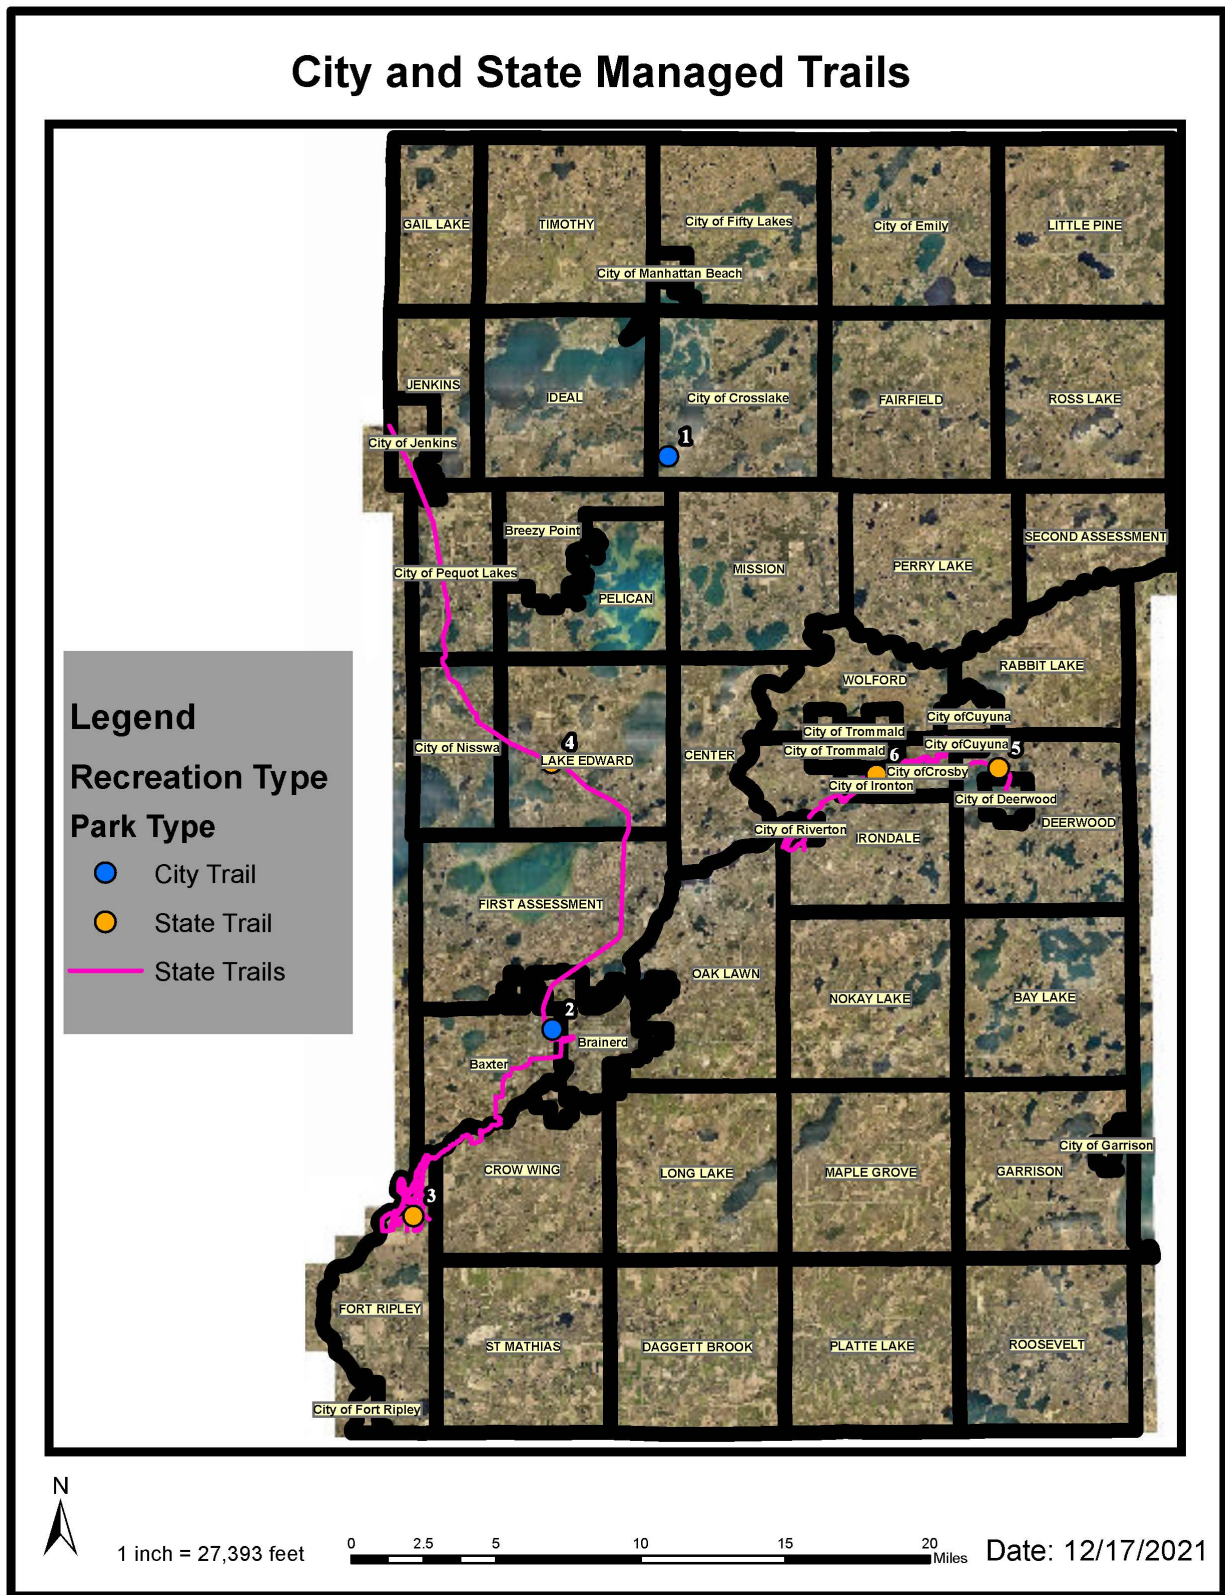 City and State Managed Trails
GAIL LAKE
TIMOTHY
City of Fifty Lakes
City of Emily
LITTLE PINE
City of Manhattan Beach
JENKINS
IDEAL
City of Crosslake
FAIRFIELD
ROSS LAKE
1
City of Jenkins
Breezy Point
SECOND ASSESSMENT
City of Pequot Lakes
MISSION
PERRY LAKE
PELICAN
RABBIT LAKE
WOLFORD
City ofCuyuna
City of Trommald
City of Nisswa
4
LAKE EDWARD
CENTER
City of Trommald
City ofCuyuna
6
5
City ofCrosby
City of Ironton
City of Deerwood
City of Riverton
IRONDALE
DEERWOOD
FIRST ASSESSMENT
OAK LAWN
NOKAY LAKE
BAY LAKE
2
Brainerd
Baxter
City of Garrison
CROW WING
LONG LAKE
MAPLE GROVE
GARRISON
3
FORT RIPLEY
ST MATHIAS
DAGGETT BROOK
PLATTE LAKE
ROOSEVELT
City of Fort Ripley
Legend
Recreation Type
Park Type
City Trail
State Trail
State Trails
N
1 inch = 27,393 feet
0 2.5 5 10 15 20
Miles
Date: 12/17/2021